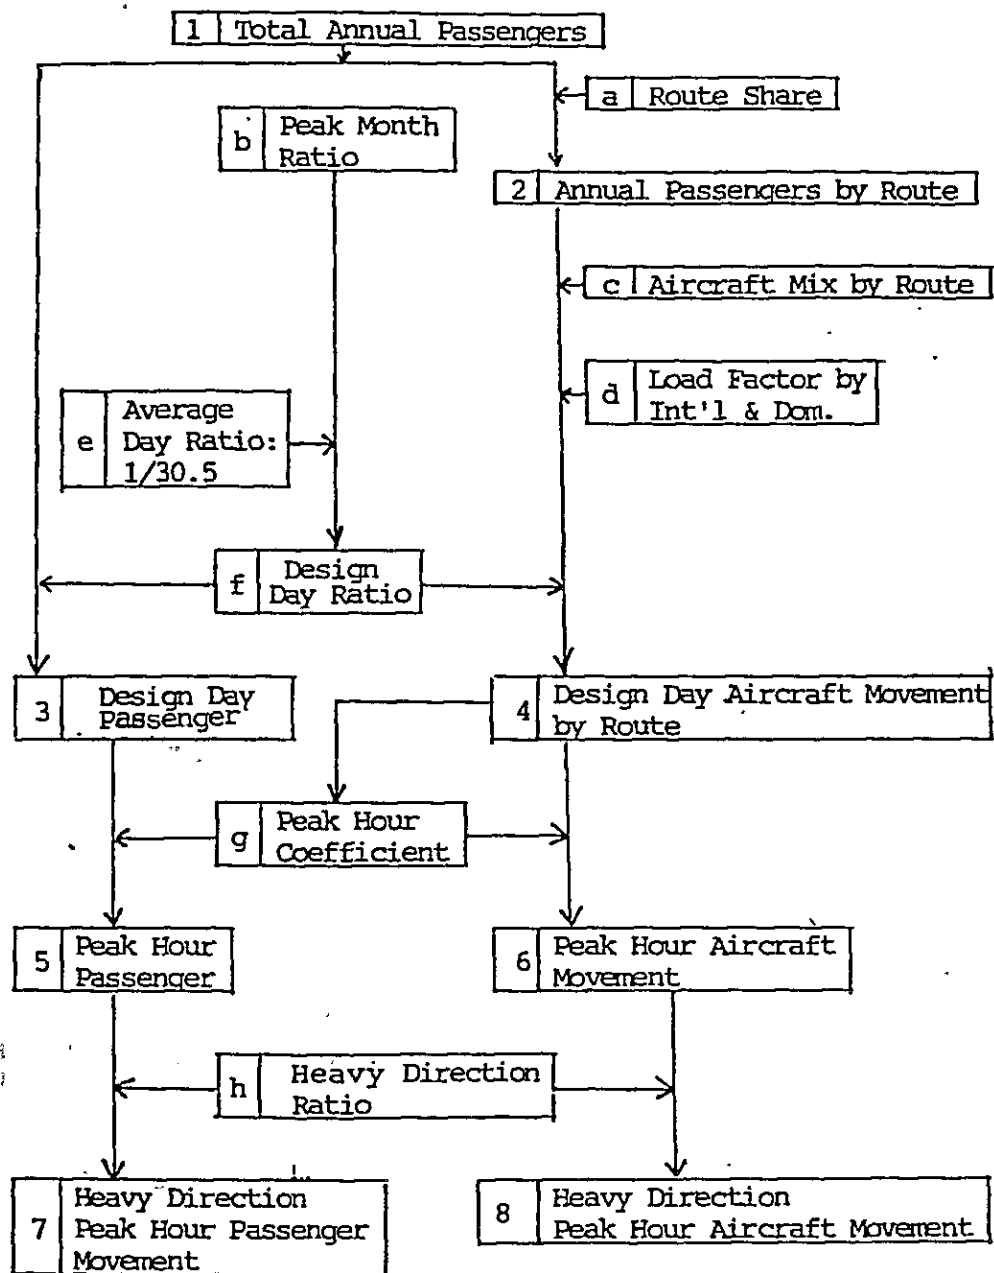 1 Total Annual Passengers
a Route Share
b Peak Month
Ratio
2 Annual Passengers by Route
c Aircraft Mix by Route
d Load Factor by
Int'l & Dom.
e Average
Day Ratio:
1/30.5
f Design
Day Ratio
3 Design Day
Passenger
4 Design Day Aircraft Movement
by Route
g Peak Hour
Coefficient
5 Peak Hour
Passenger
6 Peak Hour Aircraft
Movement
h Heavy Direction
Ratio
7 Heavy Direction
Peak Hour Passenger
Movement
8 Heavy Direction
Peak Hour Aircraft Movement